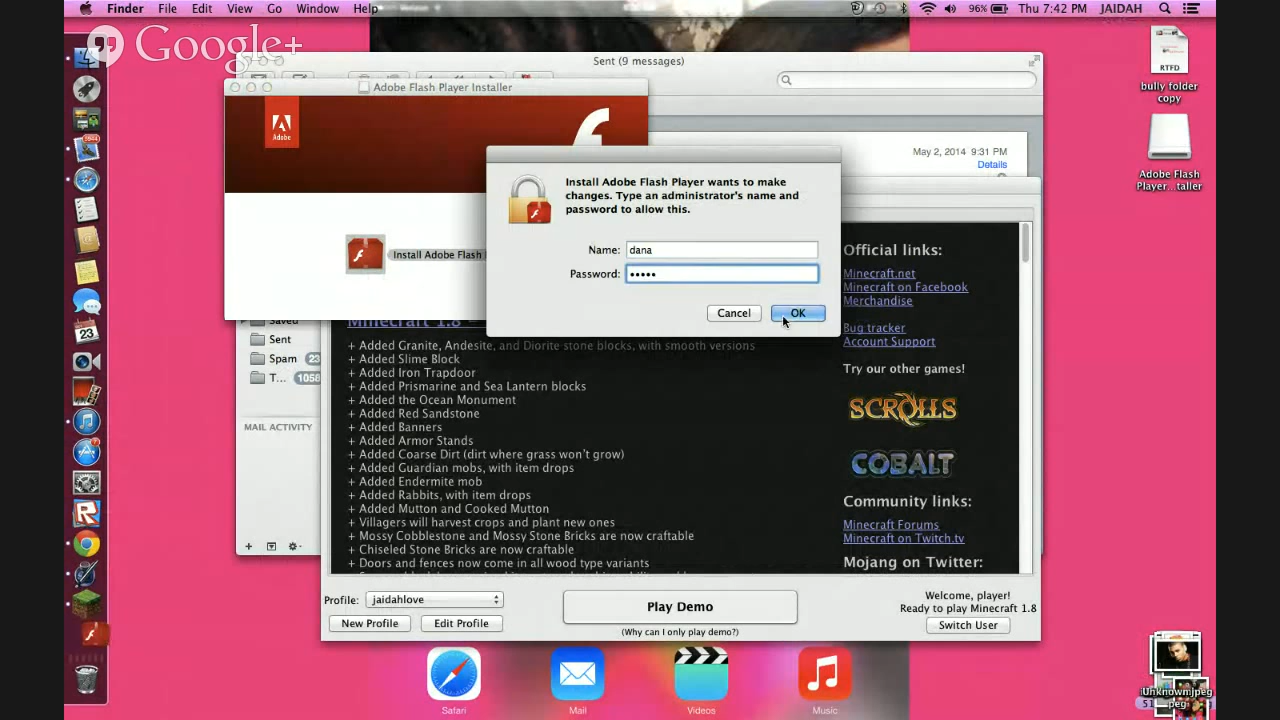 Finder File Edit View Go Window Help
96% Thu 7:42 PM JAIDAH
Google+
Sent (9 messages)
Adobe Flash Player Installer
Adobe
Install Adobe Flash
Install Adobe Flash Player wants to make
changes. Type an administrator's name and
password to allow this.
Name: dana
Password: •••••
Cancel OK
May 2, 2014 9:31 PM
Details
RTFD
bully folder
copy
Adobe Flash
Player...taller
Sent
Spam 23
T... 1058
MAIL ACTIVITY
Minecraft 1.8
+ Added Granite, Andesite, and Diorite stone blocks, with smooth versions
+ Added Slime Block
+ Added Iron Trapdoor
+ Added Prismarine and Sea Lantern blocks
+ Added the Ocean Monument
+ Added Red Sandstone
+ Added Banners
+ Added Armor Stands
+ Added Coarse Dirt (dirt where grass won't grow)
+ Added Guardian mobs, with item drops
+ Added Endermite mob
+ Added Rabbits, with item drops
+ Added Mutton and Cooked Mutton
+ Villagers will harvest crops and plant new ones
+ Mossy Cobblestone and Mossy Stone Bricks are now craftable
+ Chiseled Stone Bricks are now craftable
+ Doors and fences now come in all wood type variants
Official links:
Minecraft.net
Minecraft on Facebook
Merchandise
Bug tracker
Account Support
Try our other games!
SCROLLS
COBALT
Community links:
Minecraft Forums
Minecraft on Twitch.tv
Mojang on Twitter:
Profile: jaidahlove
New Profile Edit Profile
Play Demo
(Why can I only play demo?)
Welcome, player!
Ready to play Minecraft 1.8
Switch User
Safari
Mail
Videos
Music
23